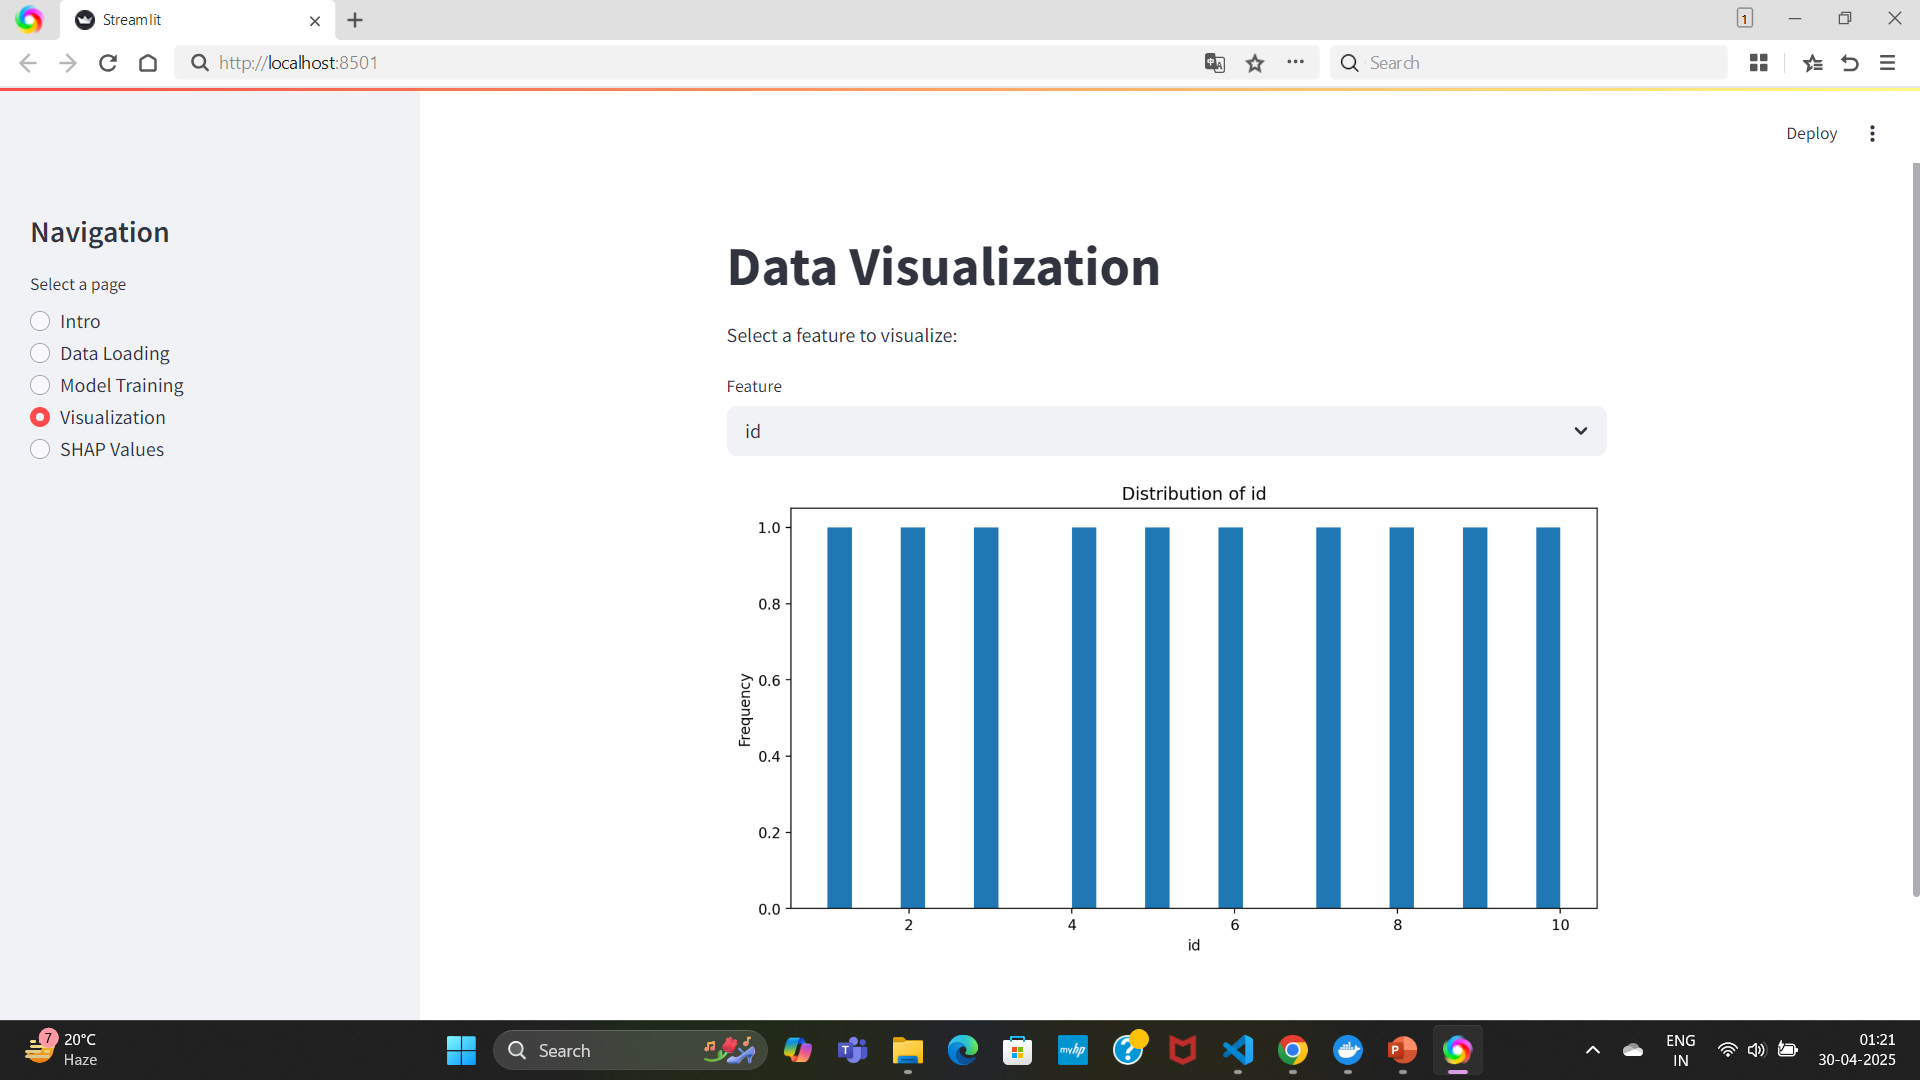 Streamlit
1
http://localhost:8501
Search
Deploy
Navigation
Select a page
Intro
Data Loading
Model Training
Visualization
SHAP Values
Data Visualization
Select a feature to visualize:
Feature
id
Distribution of id
1.0
0.8
0.6
0.4
0.2
0.0
Frequency
2 4 6 8 10
id
7
20°C
Haze
Search
T
myhp
?
P
ENG
IN
01:21
30-04-2025